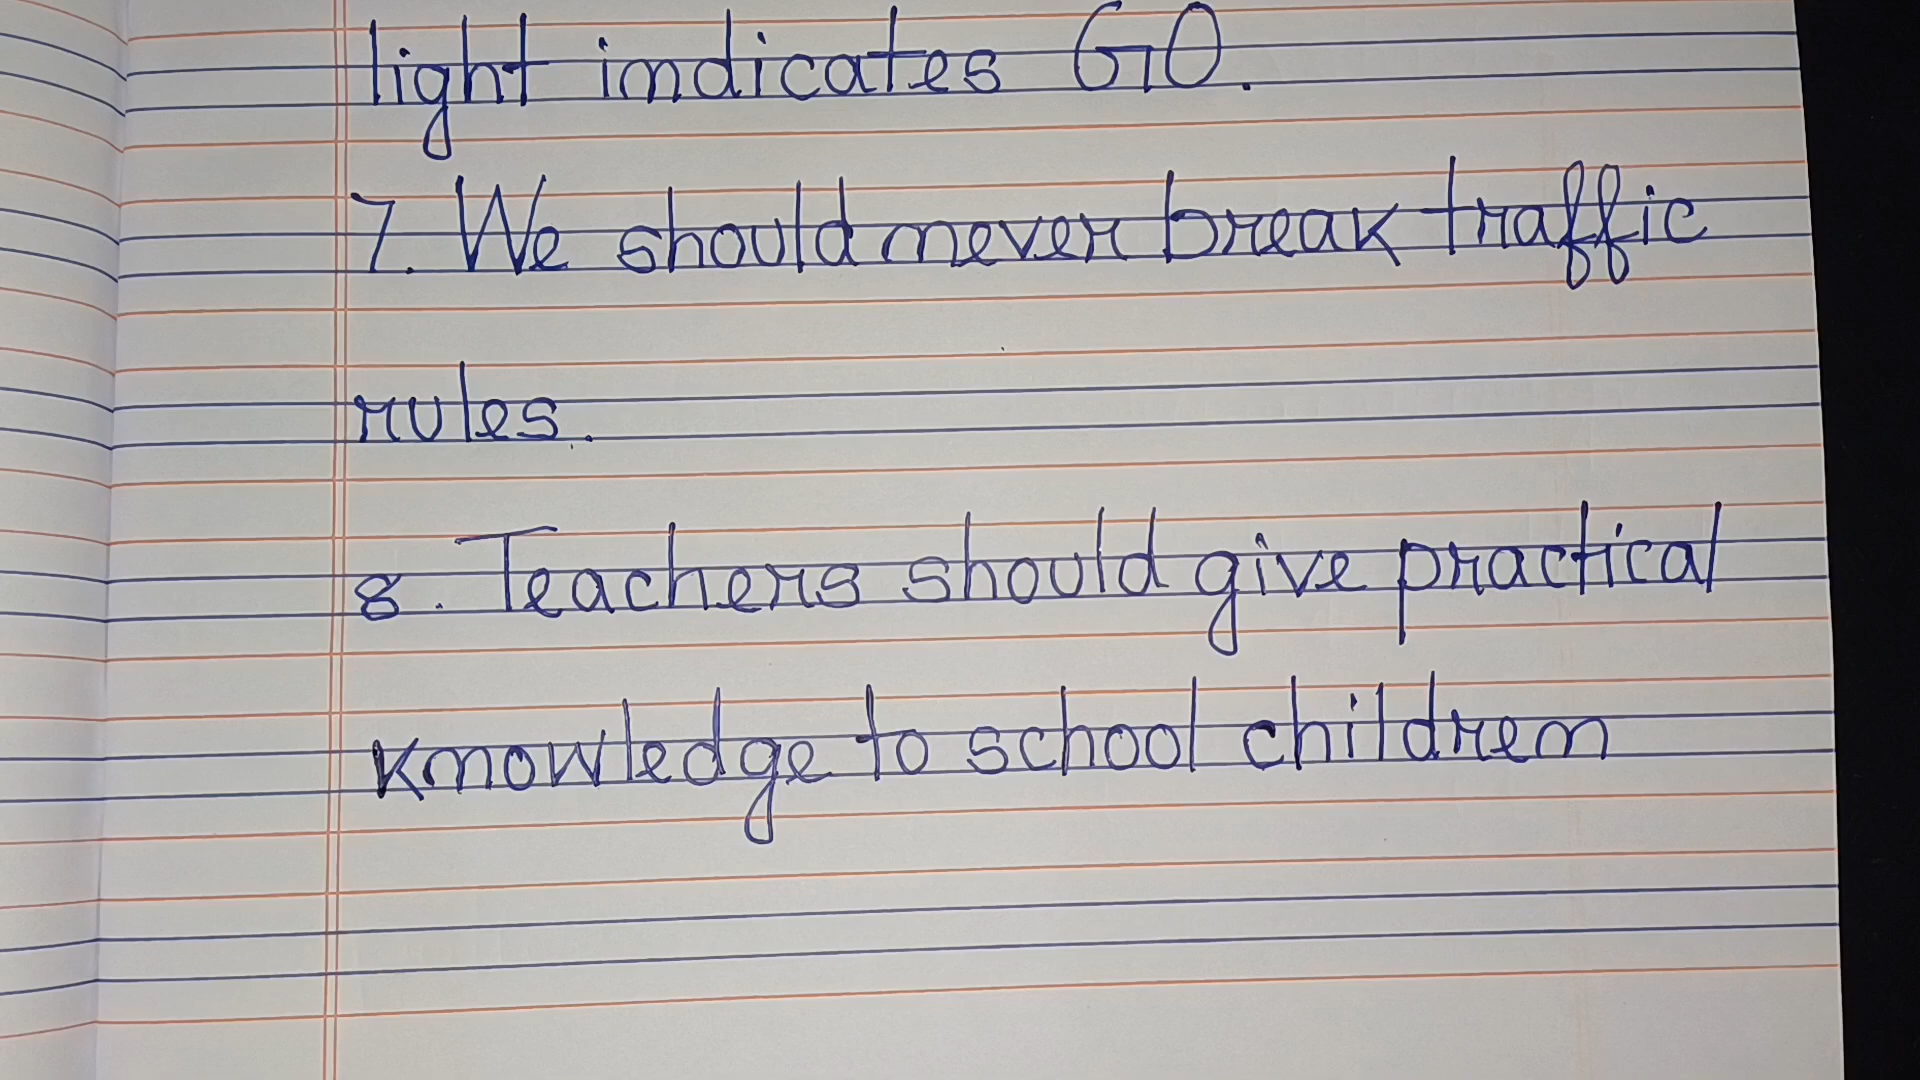 light indicates GO.
7. We should never break traffic
rules.
8. Teachers should give practical
knowledge to school children